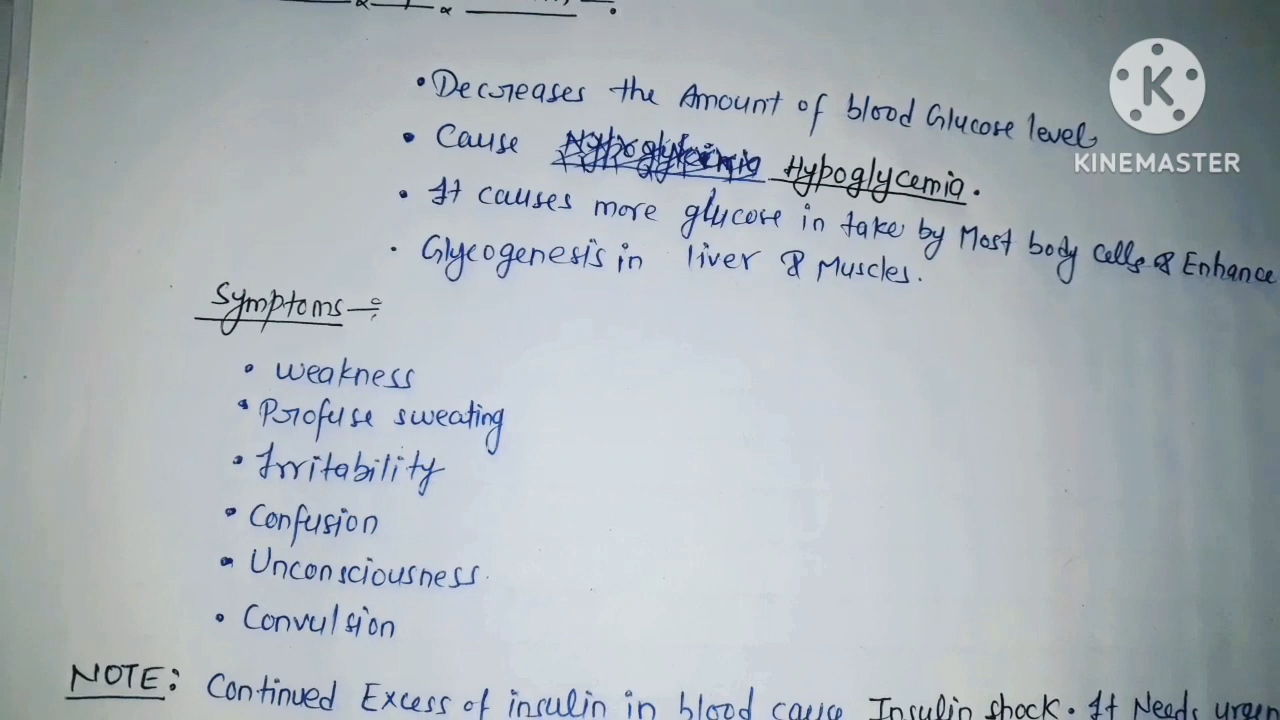 • Decreases the Amount of blood Glucose level
• Cause Hypoglycemia.
• It causes more glucose in take by Most body cells & Enhance
• Glycogenesis in liver & Muscles.
Symptoms :-
• weakness
• Profuse sweating
• Irritability
• Confusion
• Unconsciousness.
• Convulsion
NOTE: Continued Excess of insulin in blood cause Insulin shock. It Needs urgen
K
KINEMASTER